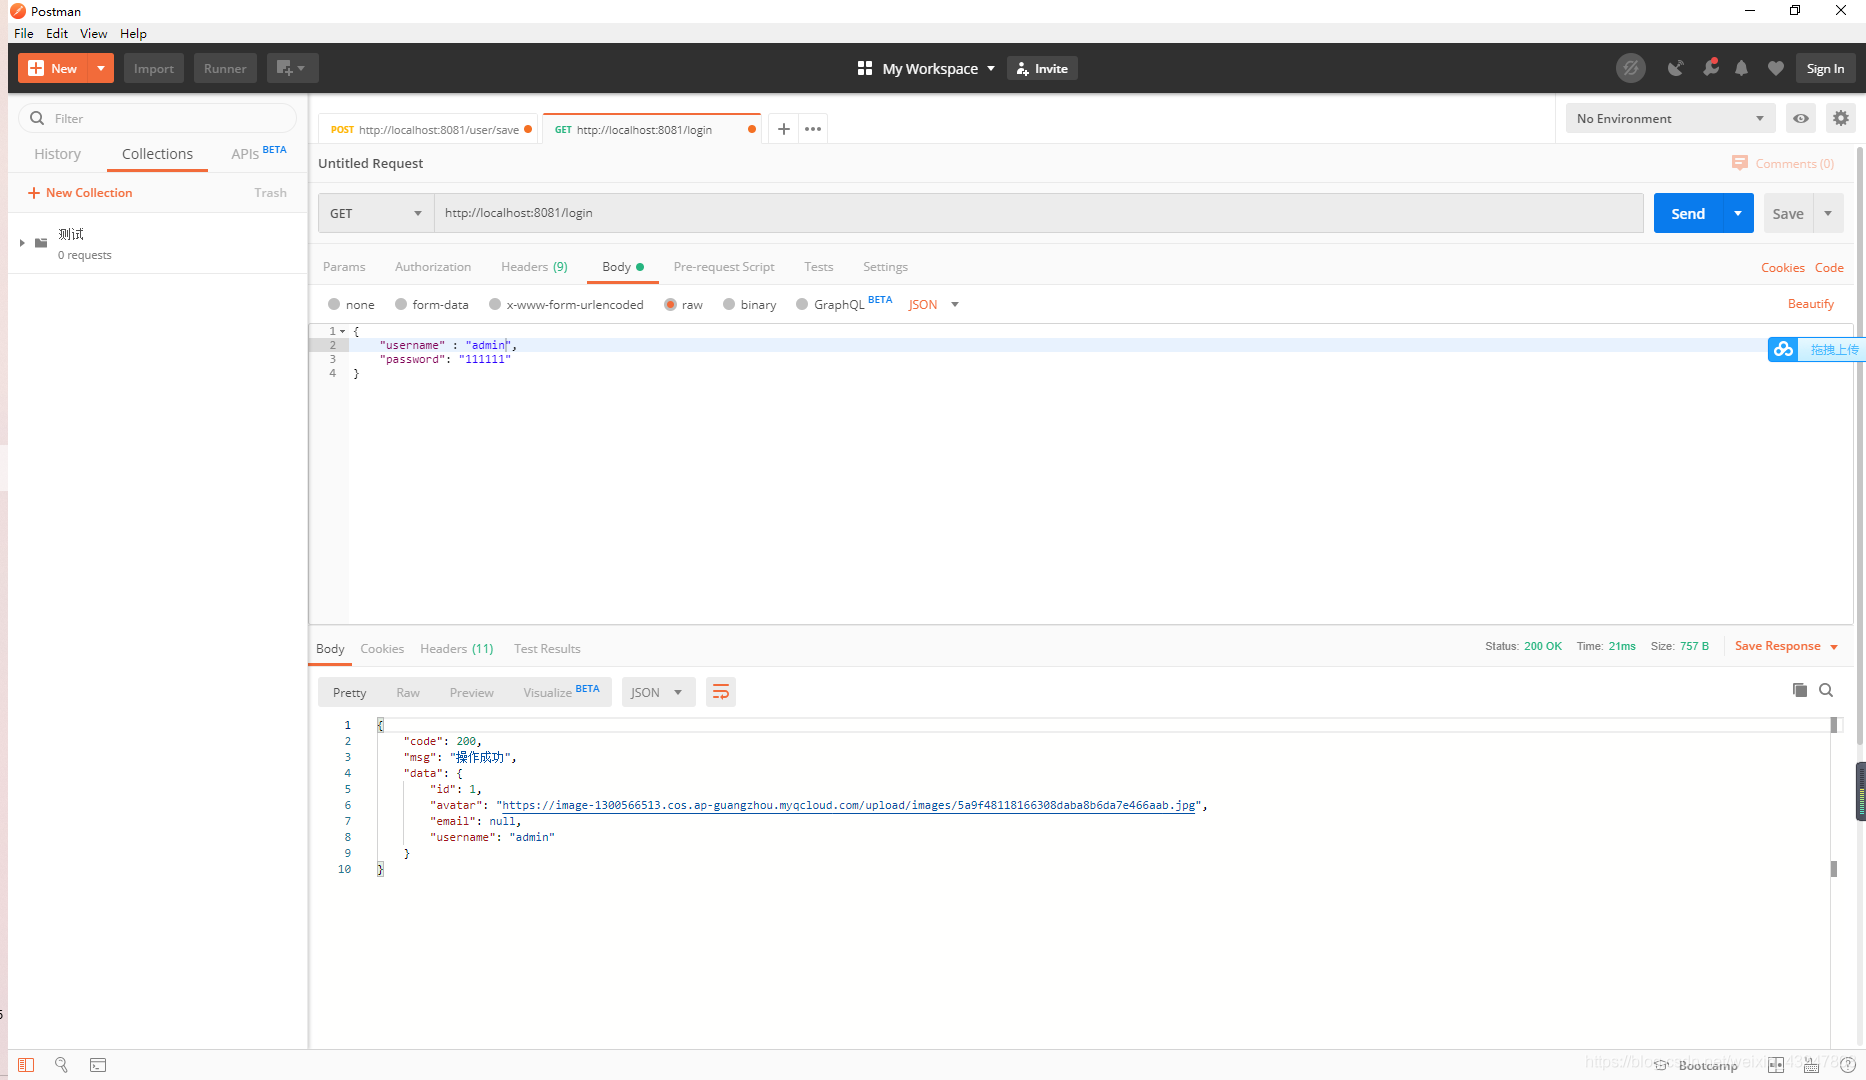 Postman
File Edit View Help
New Import Runner My Workspace Invite Sign In
Filter
History Collections APIs BETA
New Collection Trash
测试
0 requests
POST http://localhost:8081/user/save GET http://localhost:8081/login No Environment
Untitled Request Comments (0)
GET http://localhost:8081/login Send Save
Params Authorization Headers (9) Body Pre-request Script Tests Settings Cookies Code
none form-data x-www-form-urlencoded raw binary GraphQL BETA JSON Beautify
1 {
2 "username" : "admin",
3 "password": "111111"
4 }
拖拽上传
Body Cookies Headers (11) Test Results Status: 200 OK Time: 21ms Size: 757 B Save Response
Pretty Raw Preview Visualize BETA JSON
1 {
2 "code": 200,
3 "msg": "操作成功",
4 "data": {
5 "id": 1,
6 "avatar": "https://image-1300566513.cos.ap-guangzhou.myqcloud.com/upload/images/5a9f48118166308daba8b6da7e466aab.jpg",
7 "email": null,
8 "username": "admin"
9 }
10 }
Bootcamp